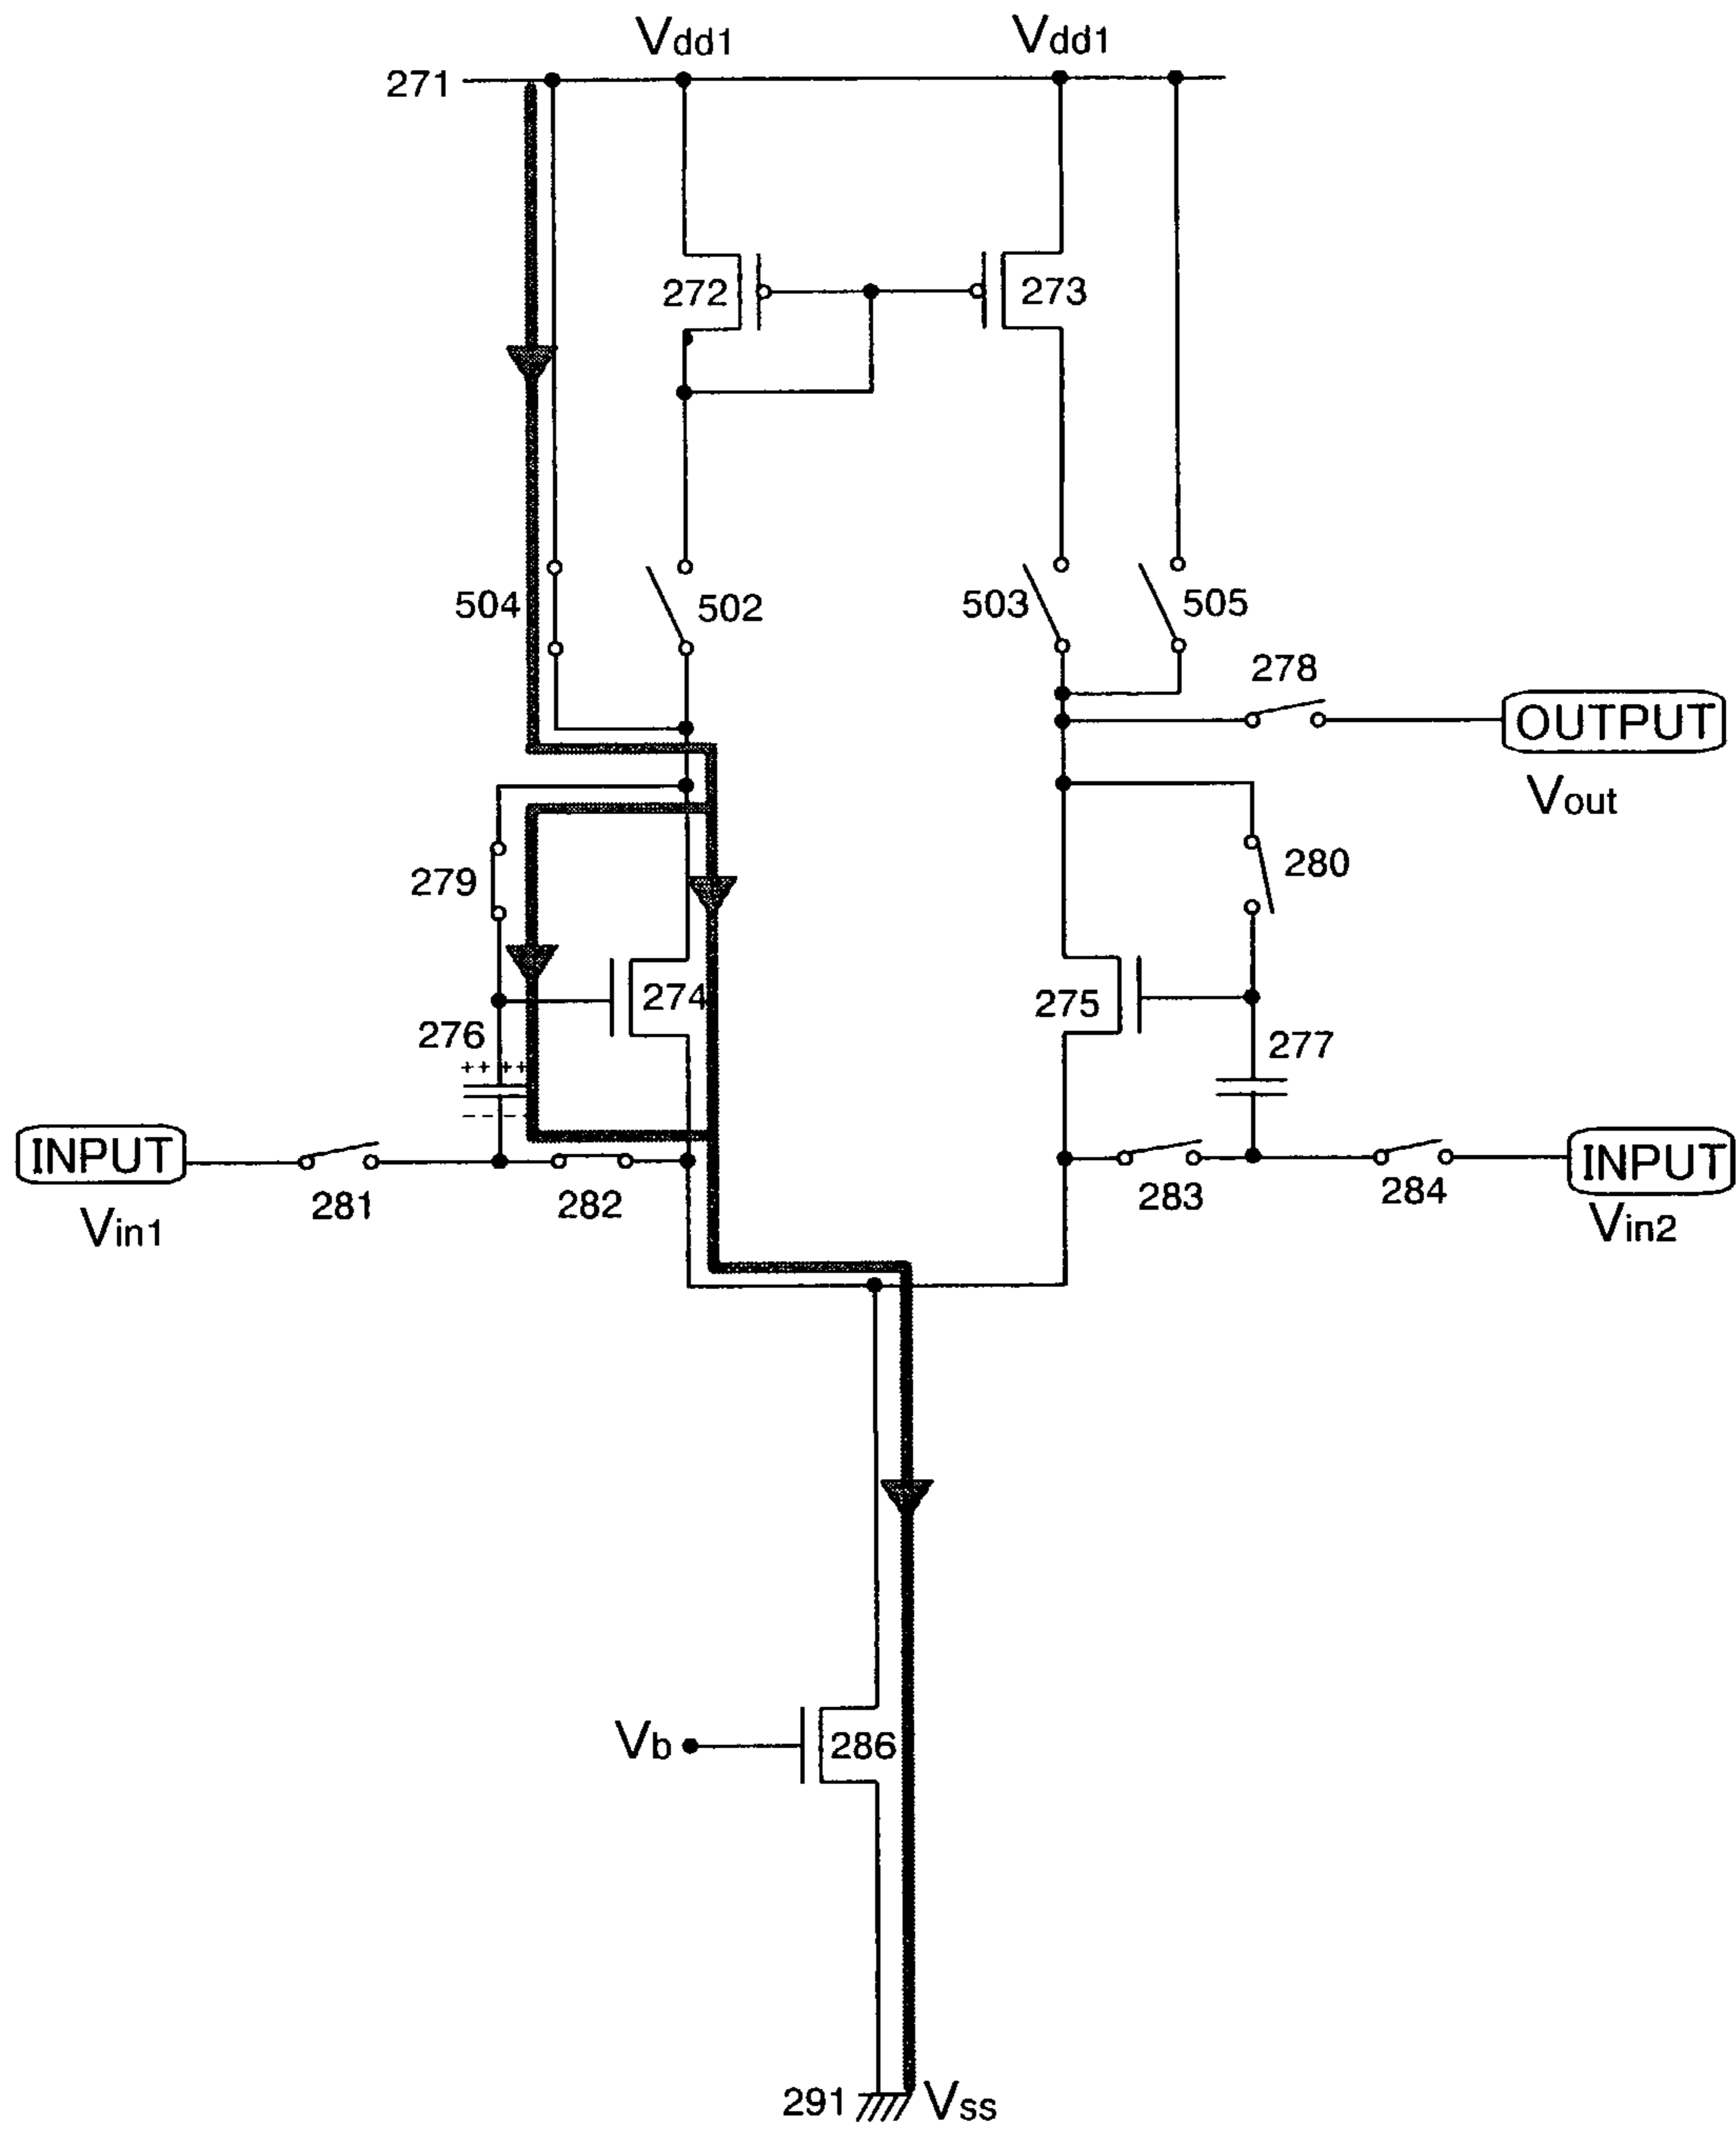 Vdd1
Vdd1
271
272
273
504
502
503
505
278
OUTPUT
Vout
279
280
274
275
276
277
++ ++
----
INPUT
INPUT
281
282
283
284
Vin1
Vin2
Vb
286
291
Vss